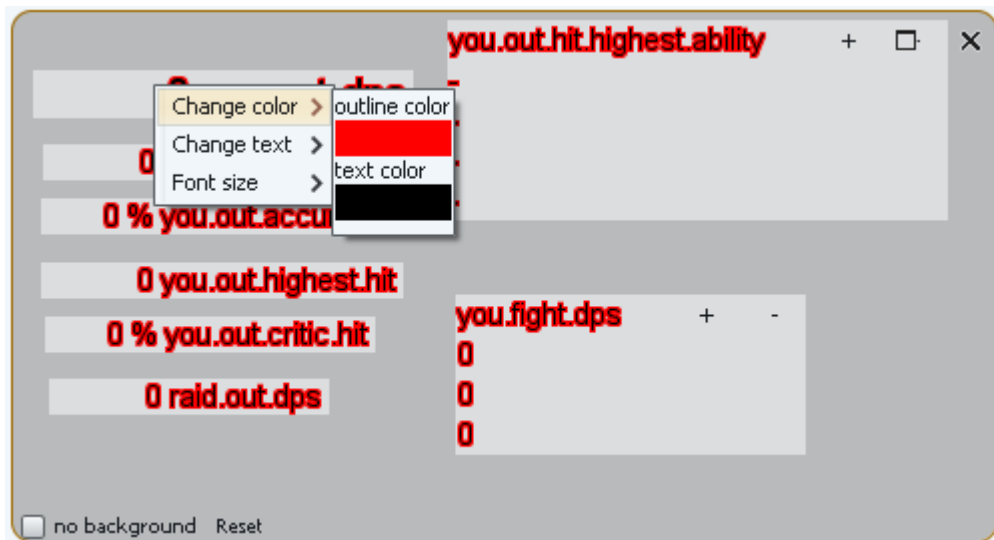 you.out.hit.highest.ability + -
Change color > outline color
Change text >
text color
Font size >
0 % you.out.accu
0 you.out.highest.hit
0 % you.out.critic.hit
0 raid.out.dps
you.fight.dps + -
0
0
0
no background Reset